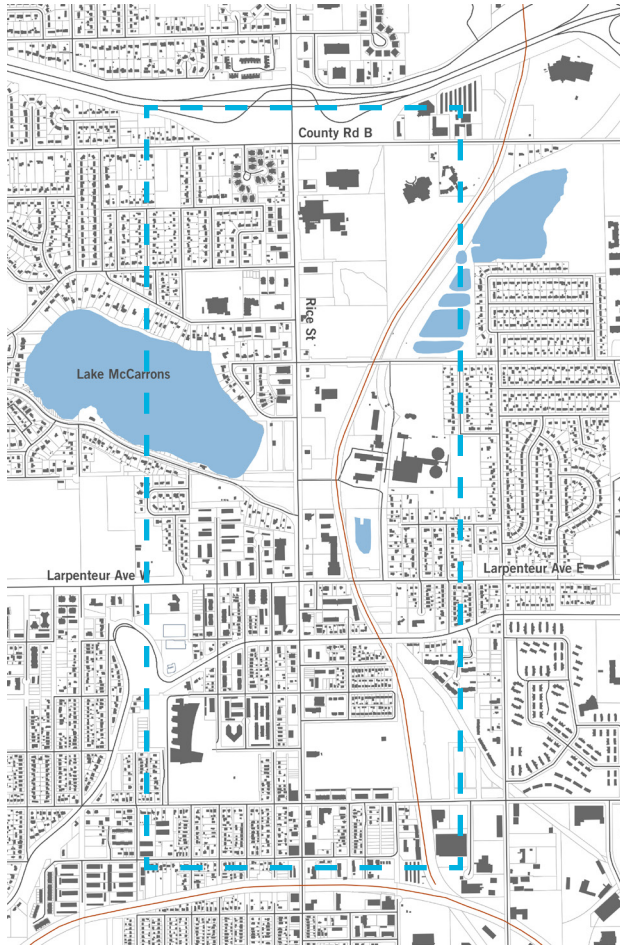 County Rd B
Rice St
Lake McCarrons
Larpenteur Ave E
Larpenteur Ave